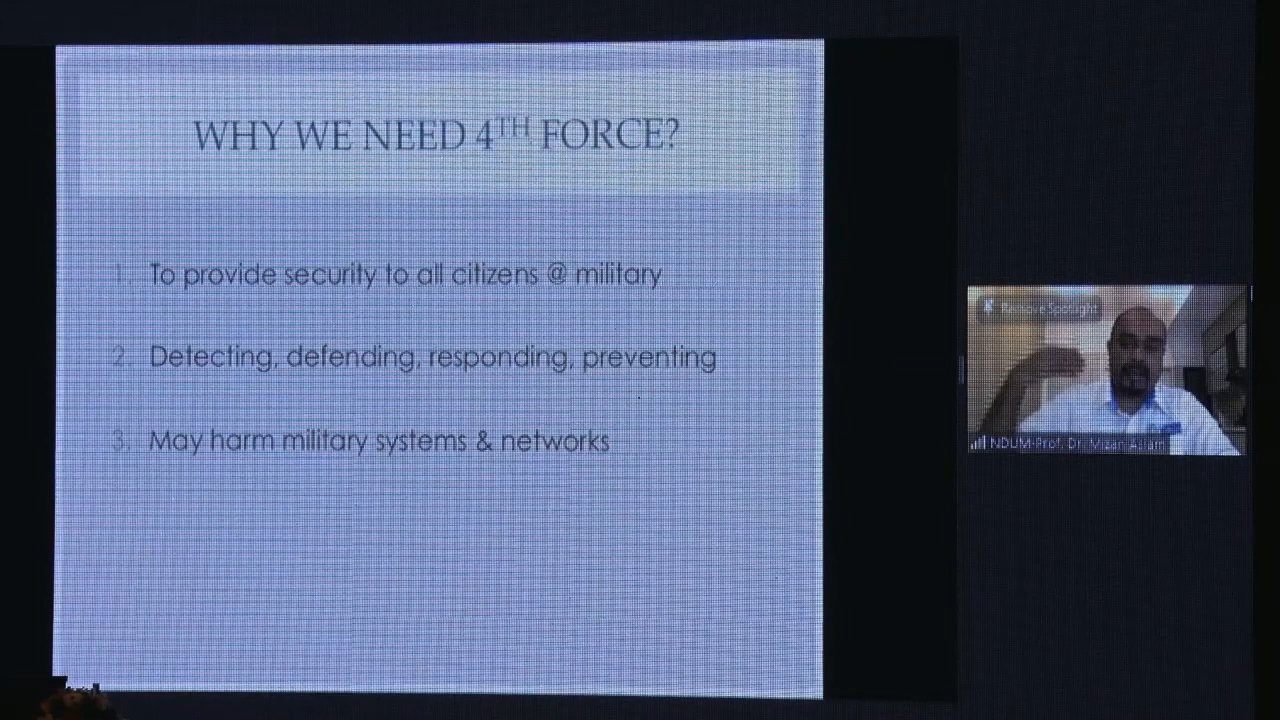 WHY WE NEED 4TH FORCE?
1. To provide security to all citizens @ military
2. Detecting, defending, responding, preventing
3. May harm military systems & networks
Remove Spotlight
NDUM-Prof. Dr. Mizan Aslam